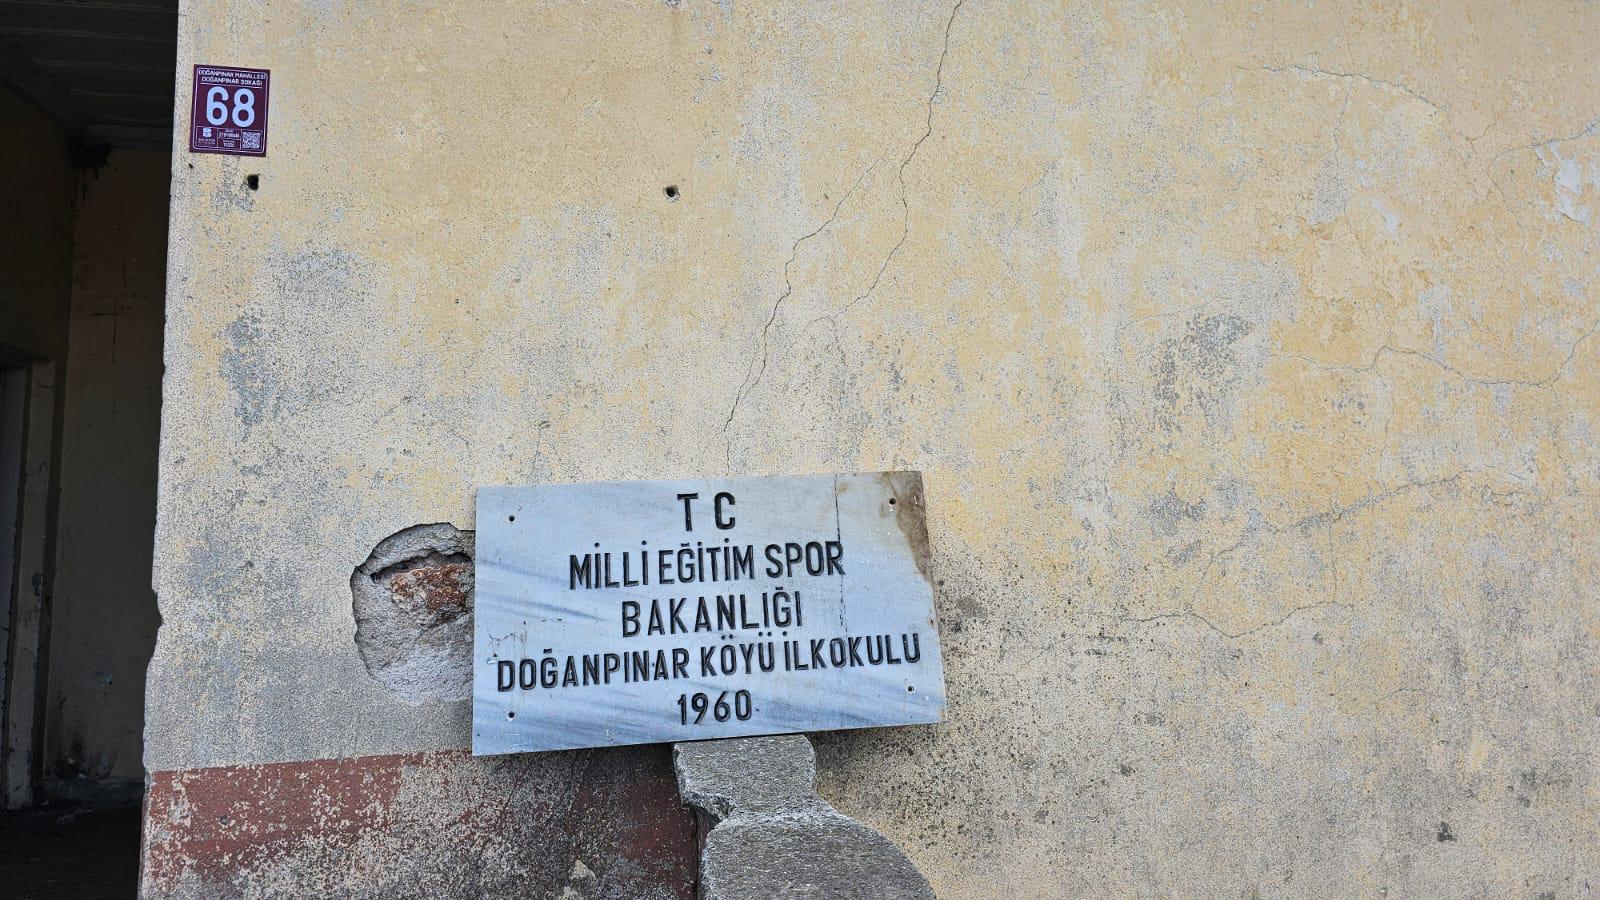 DOĞANPINAR MAHALLESİ
DOĞANPINAR SOKAĞI
68
T C
MİLLİ EĞİTİM SPOR
BAKANLIĞI
DOĞANPINAR KÖYÜ İLKOKULU
1960